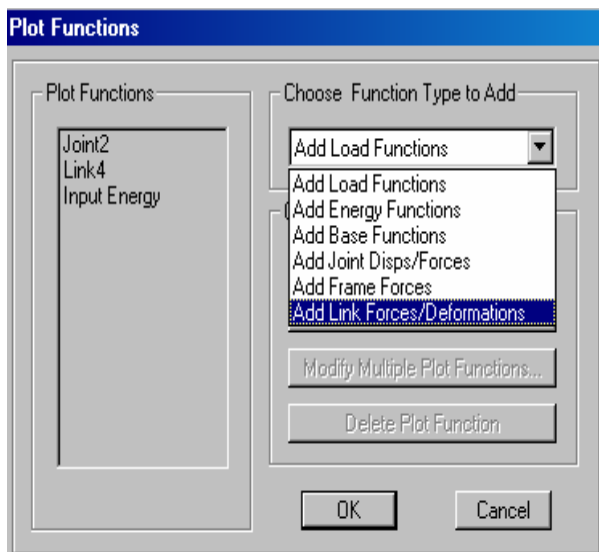 Plot Functions
Plot Functions
Joint2
Link4
Input Energy
Choose Function Type to Add
Add Load Functions
Add Load Functions
Add Energy Functions
Add Base Functions
Add Joint Disps/Forces
Add Frame Forces
Add Link Forces/Deformations
Modify Multiple Plot Functions...
Delete Plot Function
OK
Cancel